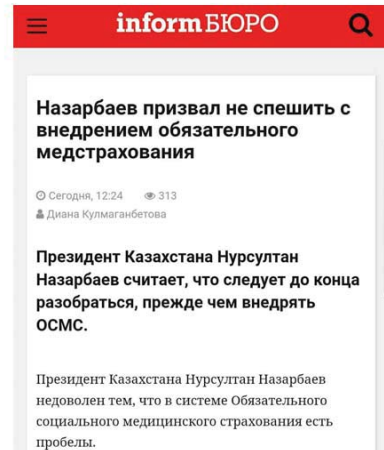 informБЮРО
Назарбаев призвал не спешить с
внедрением обязательного
медстрахования
Сегодня, 12:24 313
Диана Кулмаганбетова
Президент Казахстана Нурсултан
Назарбаев считает, что следует до конца
разобраться, прежде чем внедрять
ОСМС.
Президент Казахстана Нурсултан Назарбаев
недоволен тем, что в системе Обязательного
социального медицинского страхования есть
пробелы.